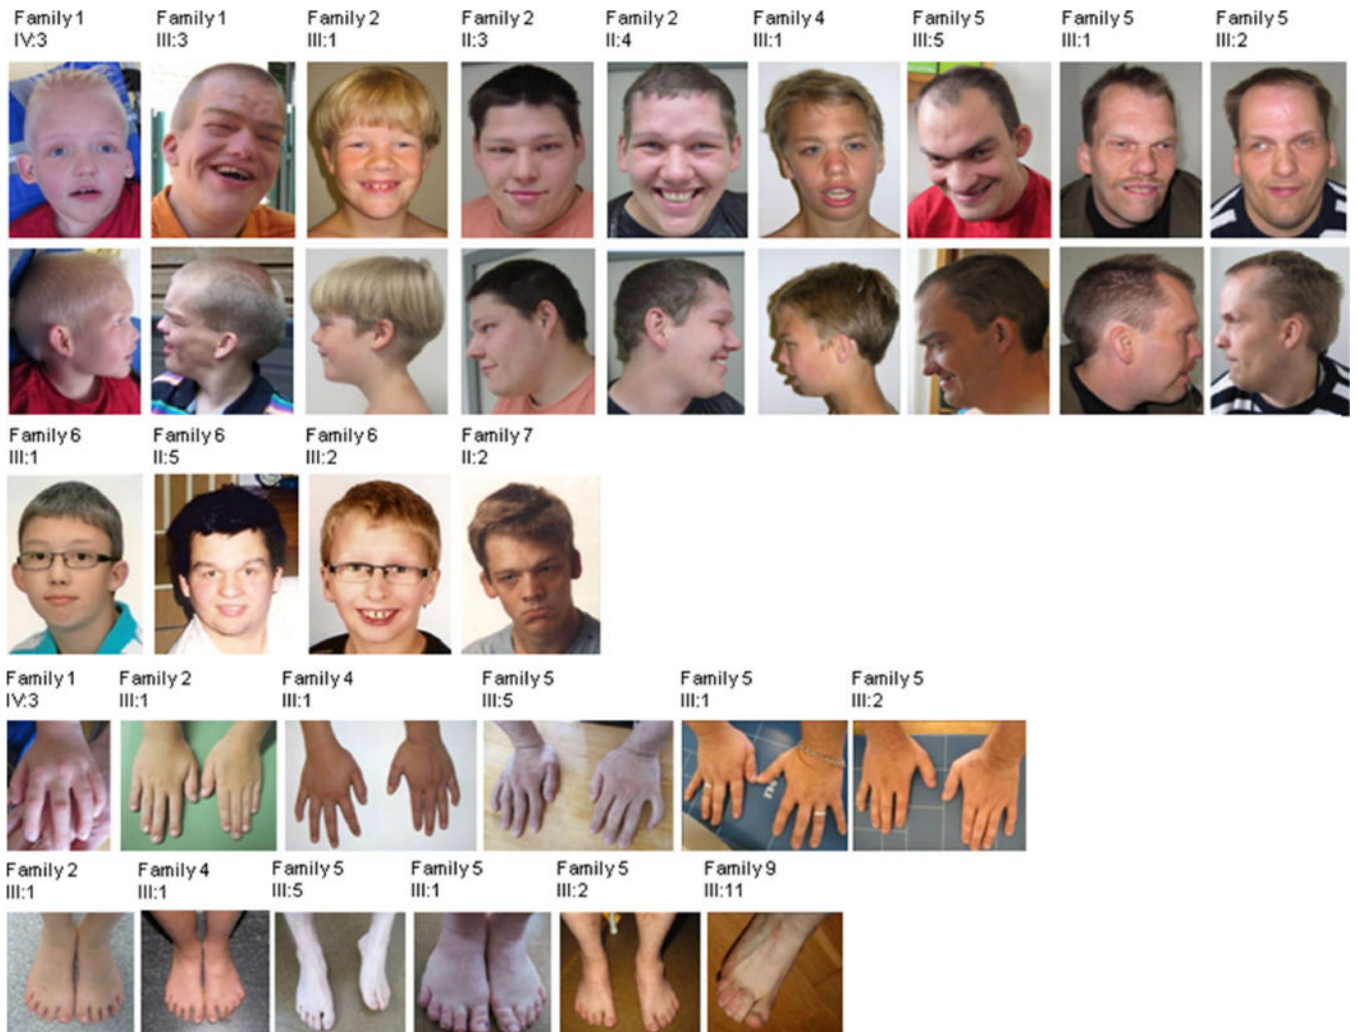 Family 1 Family 1 Family 2 Family 2 Family 2 Family 4 Family 5 Family 5 Family 5
IV:3 III:3 III:1 II:3 II:4 III:1 III:5 III:1 III:2
Family 6 Family 6 Family 6 Family 7
III:1 II:5 III:2 II:2
Family 1 Family 2 Family 4 Family 5 Family 5 Family 5
IV:3 III:1 III:1 III:5 III:1 III:2
Family 2 Family 4 Family 5 Family 5 Family 5 Family 9
III:1 III:1 III:5 III:1 III:2 III:11